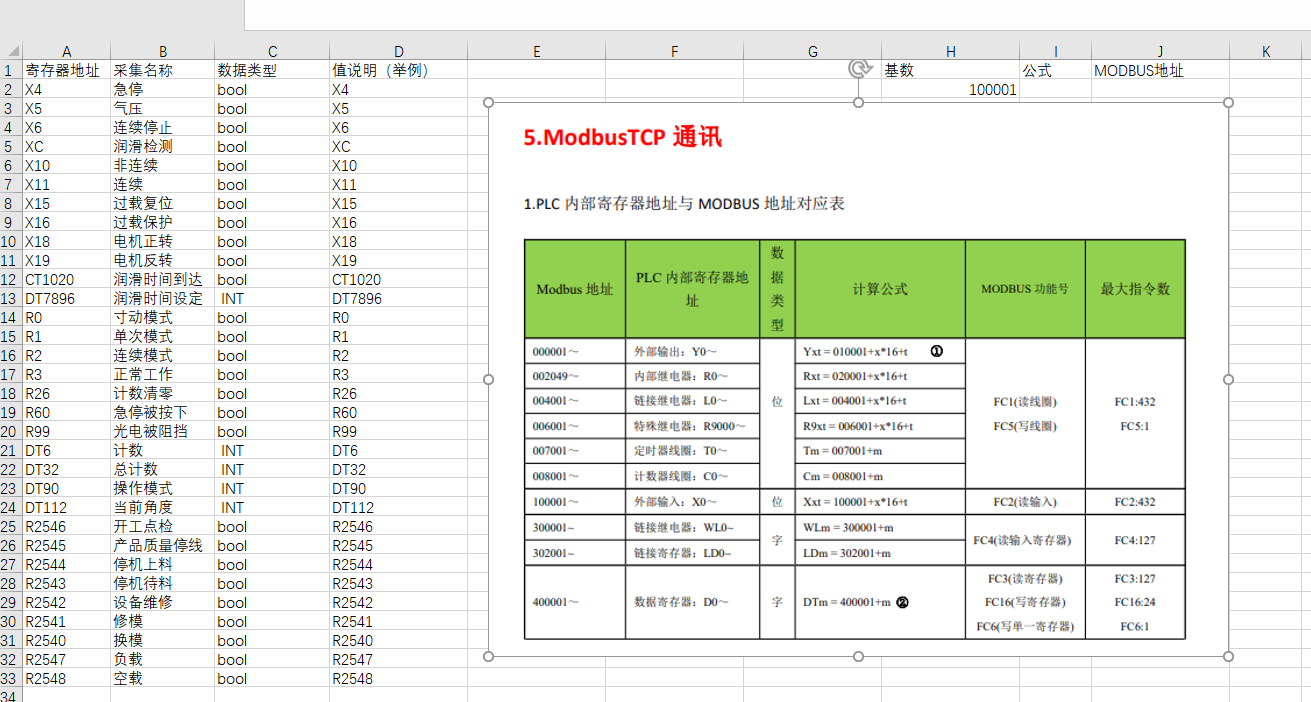 A B C D E F G H I J K
1 寄存器地址 采集名称 数据类型 值说明（举例） 基数 公式 MODBUS地址
2 X4 急停 bool X4 100001
3 X5 气压 bool X5
4 X6 连续停止 bool X6
5 XC 润滑检测 bool XC
6 X10 非连续 bool X10
7 X11 连续 bool X11
8 X15 过载复位 bool X15
9 X16 过载保护 bool X16
10 X18 电机正转 bool X18
11 X19 电机反转 bool X19
12 CT1020 润滑时间到达 bool CT1020
13 DT7896 润滑时间设定 INT DT7896
14 R0 寸动模式 bool R0
15 R1 单次模式 bool R1
16 R2 连续模式 bool R2
17 R3 正常工作 bool R3
18 R26 计数清零 bool R26
19 R60 急停被按下 bool R60
20 R99 光电被阻挡 bool R99
21 DT6 计数 INT DT6
22 DT32 总计数 INT DT32
23 DT90 操作模式 INT DT90
24 DT112 当前角度 INT DT112
25 R2546 开工点检 bool R2546
26 R2545 产品质量停线 bool R2545
27 R2544 停机上料 bool R2544
28 R2543 停机待料 bool R2543
29 R2542 设备维修 bool R2542
30 R2541 修模 bool R2541
31 R2540 换模 bool R2540
32 R2547 负载 bool R2547
33 R2548 空载 bool R2548
34
5.ModbusTCP 通讯
1.PLC 内部寄存器地址与 MODBUS 地址对应表
Modbus 地址 PLC 内部寄存器地址 数据类型 计算公式 MODBUS 功能号 最大指令数
000001～ 外部输出：Y0～ Yxt = 010001+x*16+t ①
002049～ 内部继电器：R0～ Rxt = 020001+x*16+t
004001～ 链接继电器：L0～ 位 Lxt = 004001+x*16+t FC1(读线圈) FC1:432
006001～ 特殊继电器：R9000～ R9xt = 006001+x*16+t FC5(写线圈) FC5:1
007001～ 定时器线圈：T0～ Tm = 007001+m
008001～ 计数器线圈：C0～ Cm = 008001+m
100001～ 外部输入：X0～ 位 Xxt = 100001+x*16+t FC2(读输入) FC2:432
300001~ 链接继电器：WL0~ 字 WLm = 300001+m FC4(读输入寄存器) FC4:127
302001~ 链接寄存器：LD0~ LDm = 302001+m
FC3(读寄存器) FC3:127
400001～ 数据寄存器：D0～ 字 DTm = 400001+m ② FC16(写寄存器) FC16:24
FC6(写单一寄存器) FC6:1